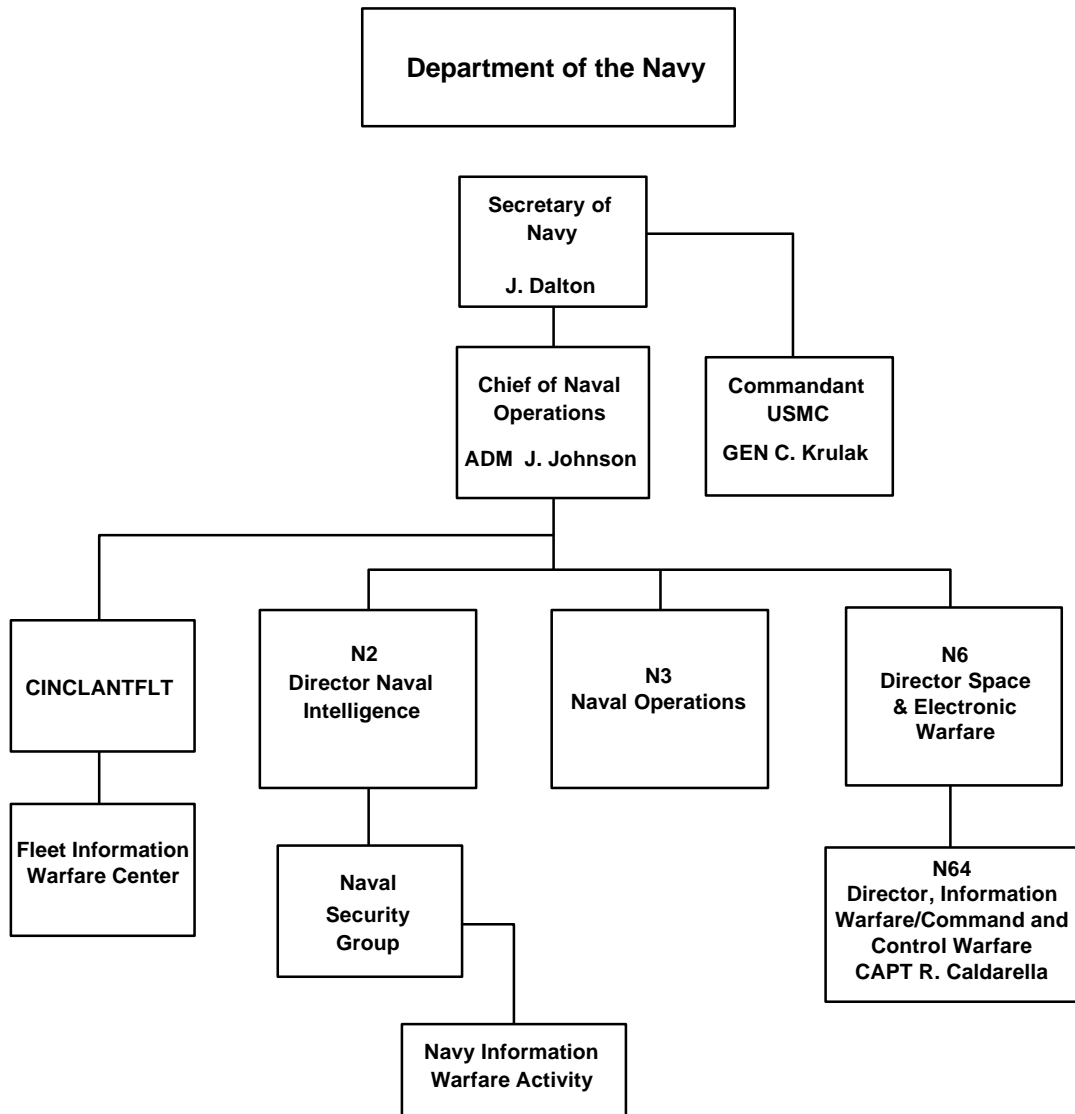 Department of the Navy
Secretary of
Navy
J. Dalton
Chief of Naval
Operations
ADM J. Johnson
Commandant
USMC
GEN C. Krulak
CINCLANTFLT
N2
Director Naval
Intelligence
N3
Naval Operations
N6
Director Space
& Electronic
Warfare
Fleet Information
Warfare Center
Naval
Security
Group
N64
Director, Information
Warfare/Command and
Control Warfare
CAPT R. Caldarella
Navy Information
Warfare Activity